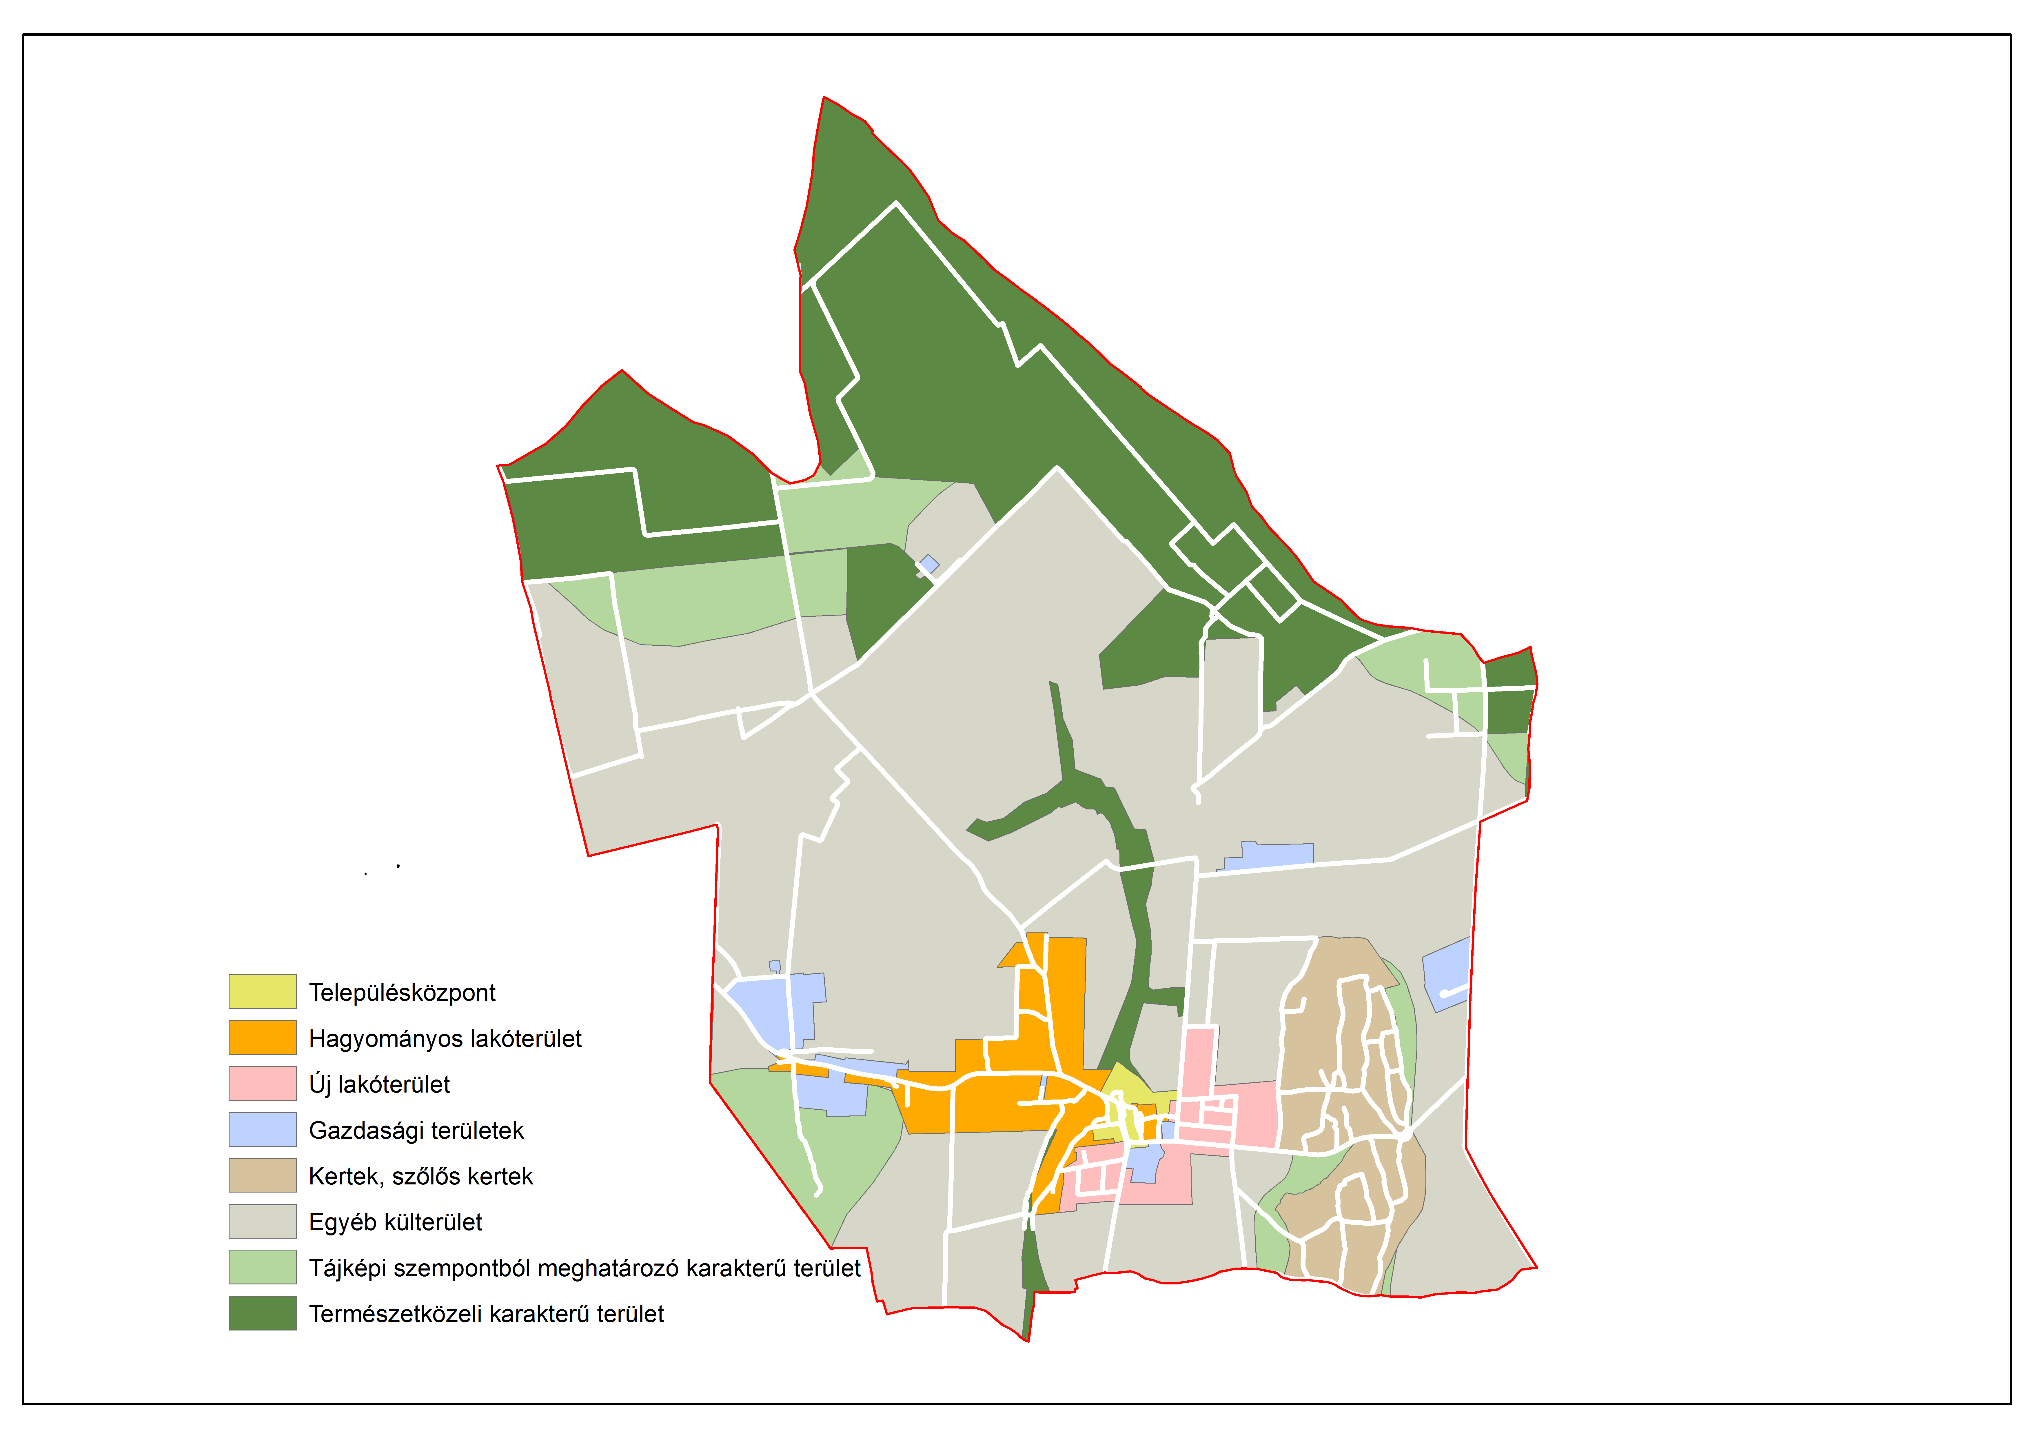 Településközpont
Hagyományos lakóterület
Új lakóterület
Gazdasági területek
Kertek, szőlős kertek
Egyéb külterület
Tájképi szempontból meghatározó karakterű terület
Természetközeli karakterű terület